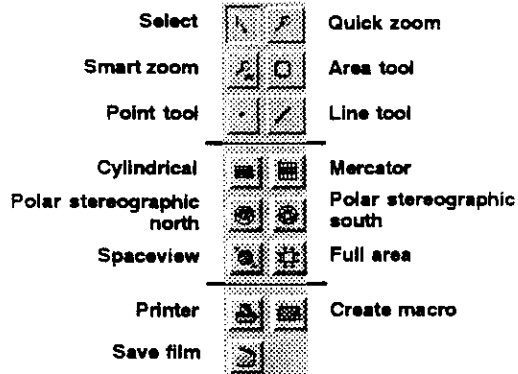 Select Quick zoom
Smart zoom Area tool
Point tool Line tool
Cylindrical Mercator
Polar stereographic north Polar stereographic south
Spaceview Full area
Printer Create macro
Save film